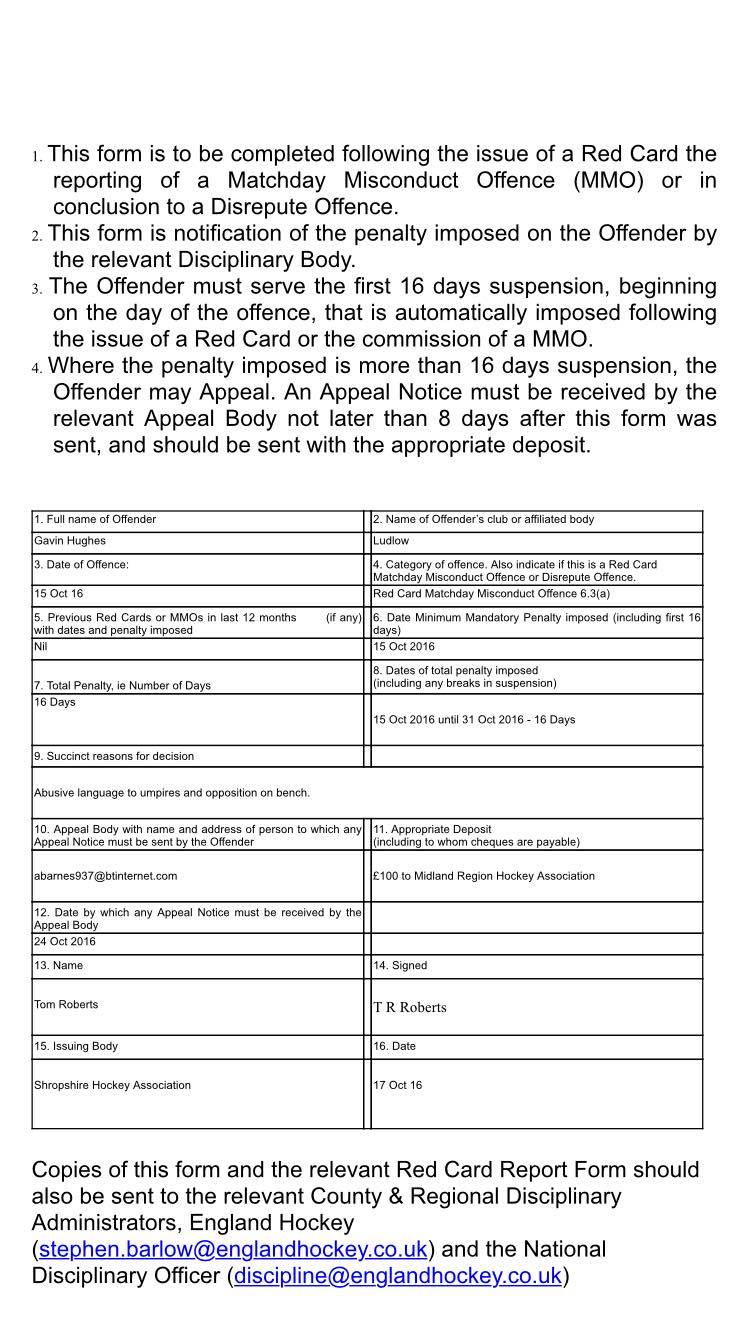 1. This form is to be completed following the issue of a Red Card the
reporting of a Matchday Misconduct Offence (MMO) or in
conclusion to a Disrepute Offence.
2. This form is notification of the penalty imposed on the Offender by
the relevant Disciplinary Body.
3. The Offender must serve the first 16 days suspension, beginning
on the day of the offence, that is automatically imposed following
the issue of a Red Card or the commission of a MMO.
4. Where the penalty imposed is more than 16 days suspension, the
Offender may Appeal. An Appeal Notice must be received by the
relevant Appeal Body not later than 8 days after this form was
sent, and should be sent with the appropriate deposit.
1. Full name of Offender
2. Name of Offender's club or affiliated body
Gavin Hughes
Ludlow
3. Date of Offence:
4. Category of offence. Also indicate if this is a Red Card
Matchday Misconduct Offence or Disrepute Offence.
15 Oct 16
Red Card Matchday Misconduct Offence 6.3(a)
5. Previous Red Cards or MMOs in last 12 months (if any)
with dates and penalty imposed
6. Date Minimum Mandatory Penalty imposed (including first 16
days)
Nil
15 Oct 2016
7. Total Penalty, ie Number of Days
8. Dates of total penalty imposed
(including any breaks in suspension)
16 Days
15 Oct 2016 until 31 Oct 2016 - 16 Days
9. Succinct reasons for decision
Abusive language to umpires and opposition on bench.
10. Appeal Body with name and address of person to which any
Appeal Notice must be sent by the Offender
11. Appropriate Deposit
(including to whom cheques are payable)
abarnes937@btinternet.com
£100 to Midland Region Hockey Association
12. Date by which any Appeal Notice must be received by the
Appeal Body
24 Oct 2016
13. Name
14. Signed
Tom Roberts
T R Roberts
15. Issuing Body
16. Date
Shropshire Hockey Association
17 Oct 16
Copies of this form and the relevant Red Card Report Form should
also be sent to the relevant County & Regional Disciplinary
Administrators, England Hockey
(stephen.barlow@englandhockey.co.uk) and the National
Disciplinary Officer (discipline@englandhockey.co.uk)